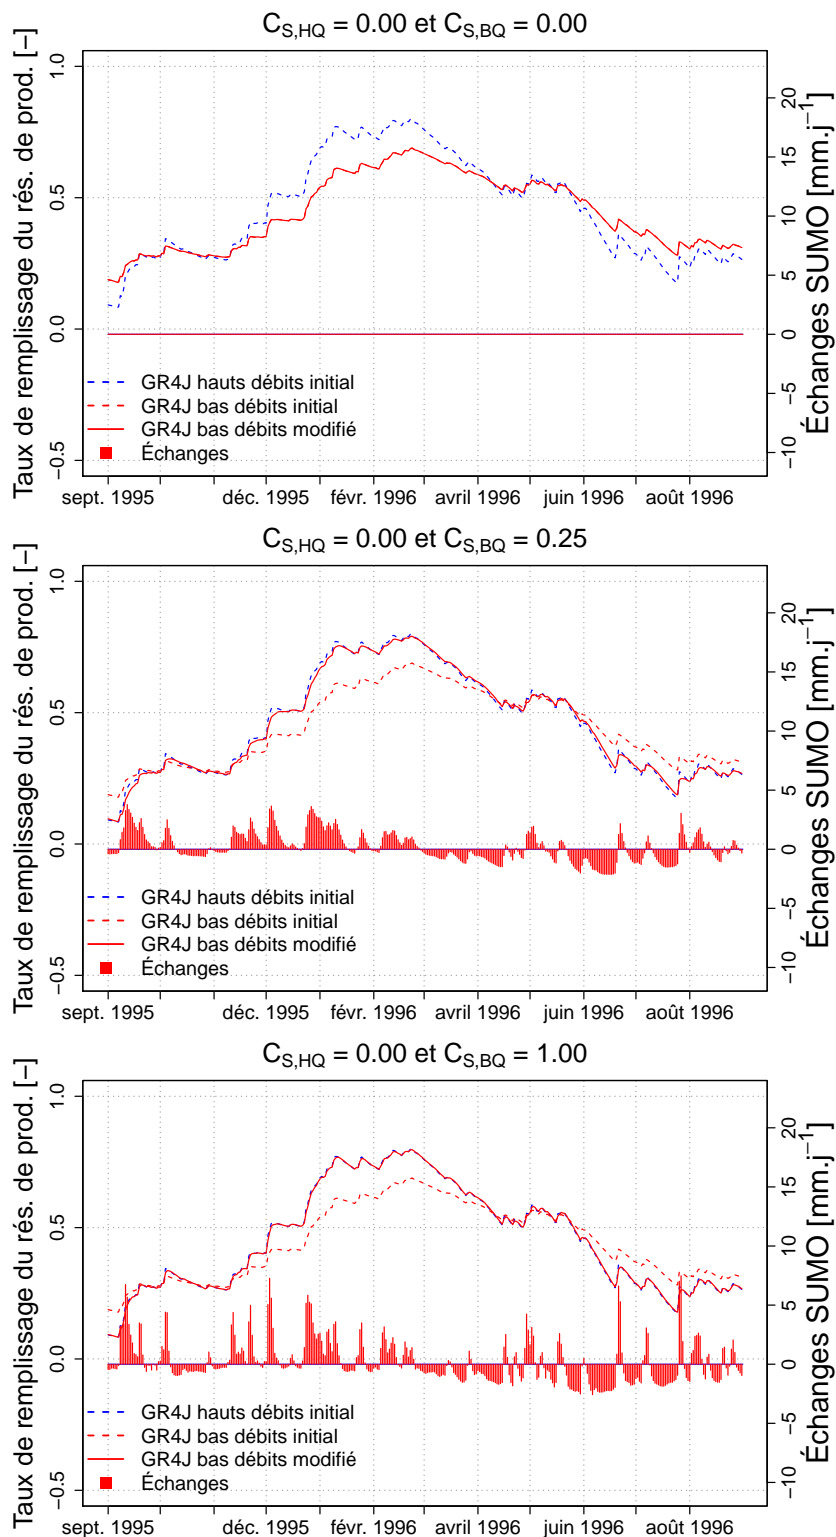 C_S,HQ = 0.00 et C_S,BQ = 0.00
Taux de remplissage du rés. de prod. [−]
1.0
0.5
0.0
−0.5
20
15
10
5
0
−5
−10
Échanges SUMO [mm.j−1]
GR4J hauts débits initial
GR4J bas débits initial
GR4J bas débits modifié
Échanges
sept. 1995 déc. 1995 févr. 1996 avril 1996 juin 1996 août 1996
C_S,HQ = 0.00 et C_S,BQ = 0.25
Taux de remplissage du rés. de prod. [−]
1.0
0.5
0.0
−0.5
20
15
10
5
0
−5
−10
Échanges SUMO [mm.j−1]
GR4J hauts débits initial
GR4J bas débits initial
GR4J bas débits modifié
Échanges
sept. 1995 déc. 1995 févr. 1996 avril 1996 juin 1996 août 1996
C_S,HQ = 0.00 et C_S,BQ = 1.00
Taux de remplissage du rés. de prod. [−]
1.0
0.5
0.0
−0.5
20
15
10
5
0
−5
−10
Échanges SUMO [mm.j−1]
GR4J hauts débits initial
GR4J bas débits initial
GR4J bas débits modifié
Échanges
sept. 1995 déc. 1995 févr. 1996 avril 1996 juin 1996 août 1996